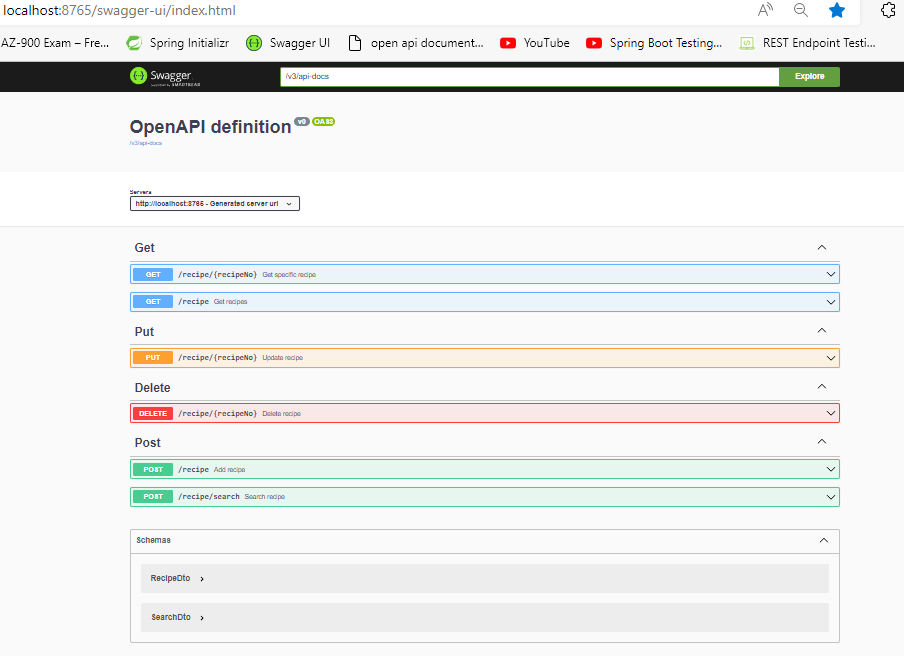 localhost:8765/swagger-ui/index.html
AZ-900 Exam – Fre... Spring Initializr Swagger UI open api document... YouTube Spring Boot Testing... REST Endpoint Testi...
Swagger /v3/api-docs Explore
OpenAPI definition v0 OAS3
/v3/api-docs
Servers
http://localhost:8765 - Generated server url
Get
GET /recipe/{recipeNo} Get specific recipe
GET /recipe Get recipes
Put
PUT /recipe/{recipeNo} Update recipe
Delete
DELETE /recipe/{recipeNo} Delete recipe
Post
POST /recipe Add recipe
POST /recipe/search Search recipe
Schemas
RecipeDto
SearchDto